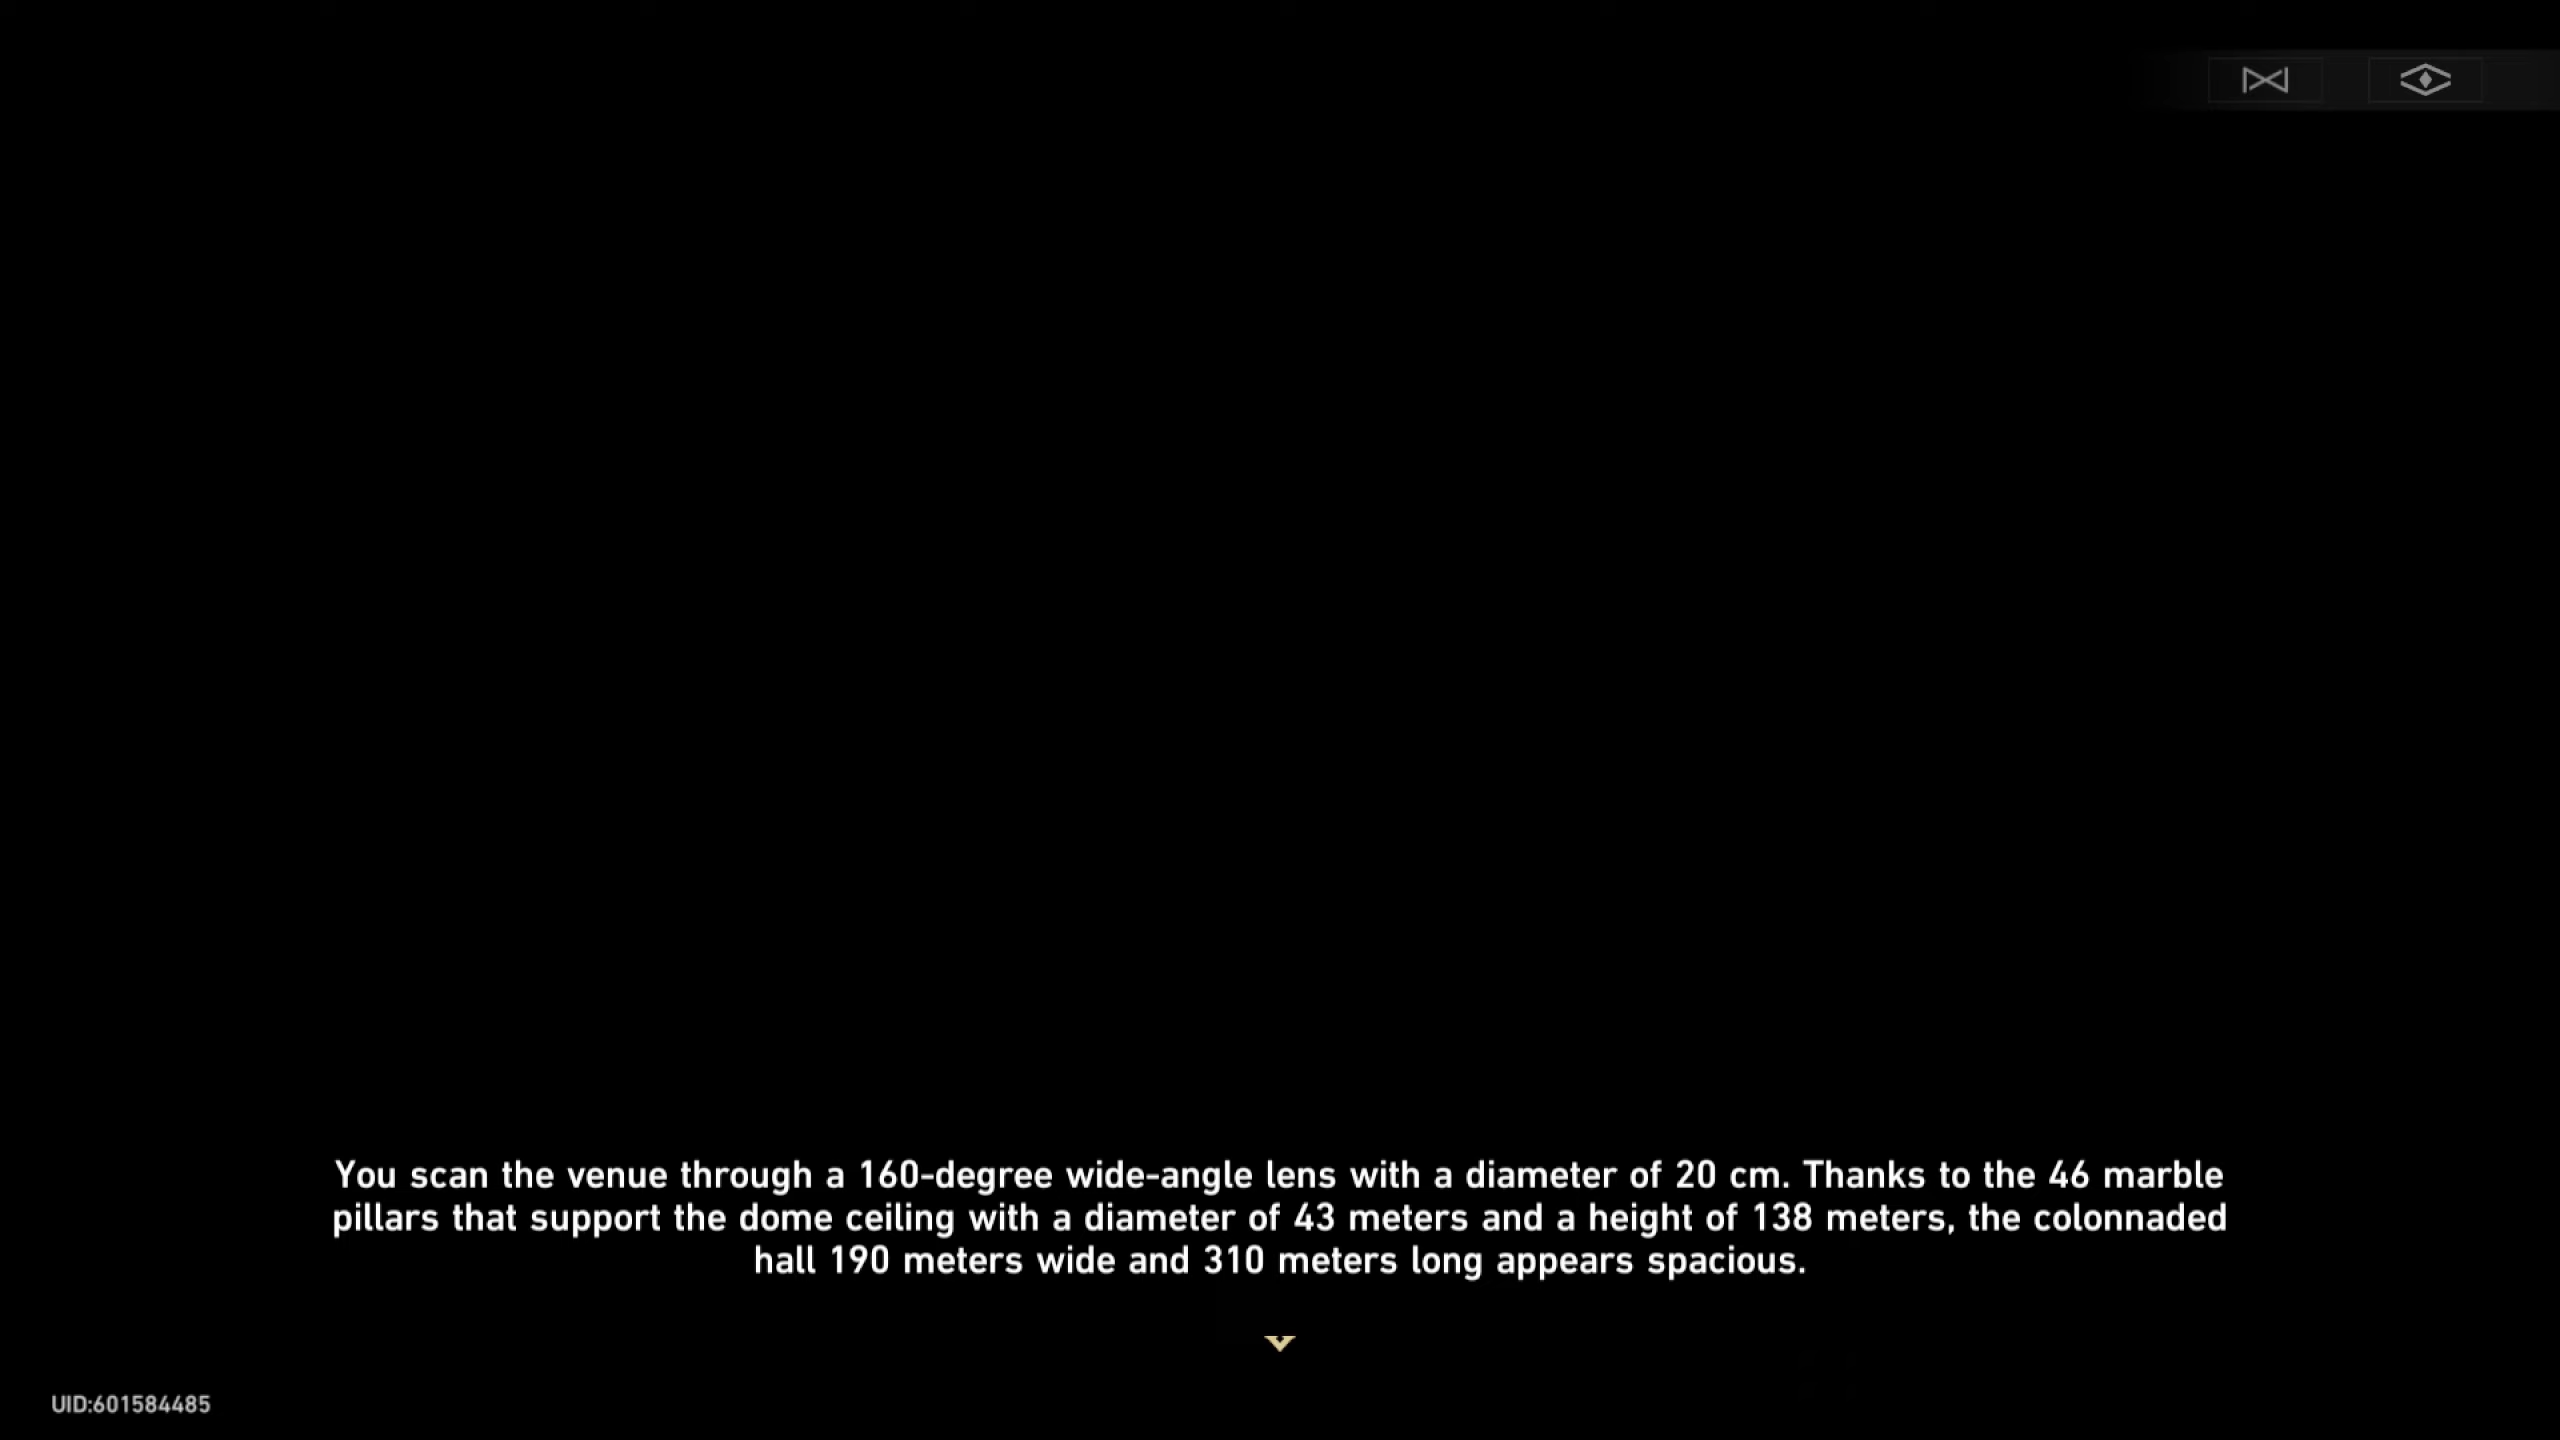 You scan the venue through a 160-degree wide-angle lens with a diameter of 20 cm. Thanks to the 46 marble
pillars that support the dome ceiling with a diameter of 43 meters and a height of 138 meters, the colonnaded
hall 190 meters wide and 310 meters long appears spacious.
UID:601584485